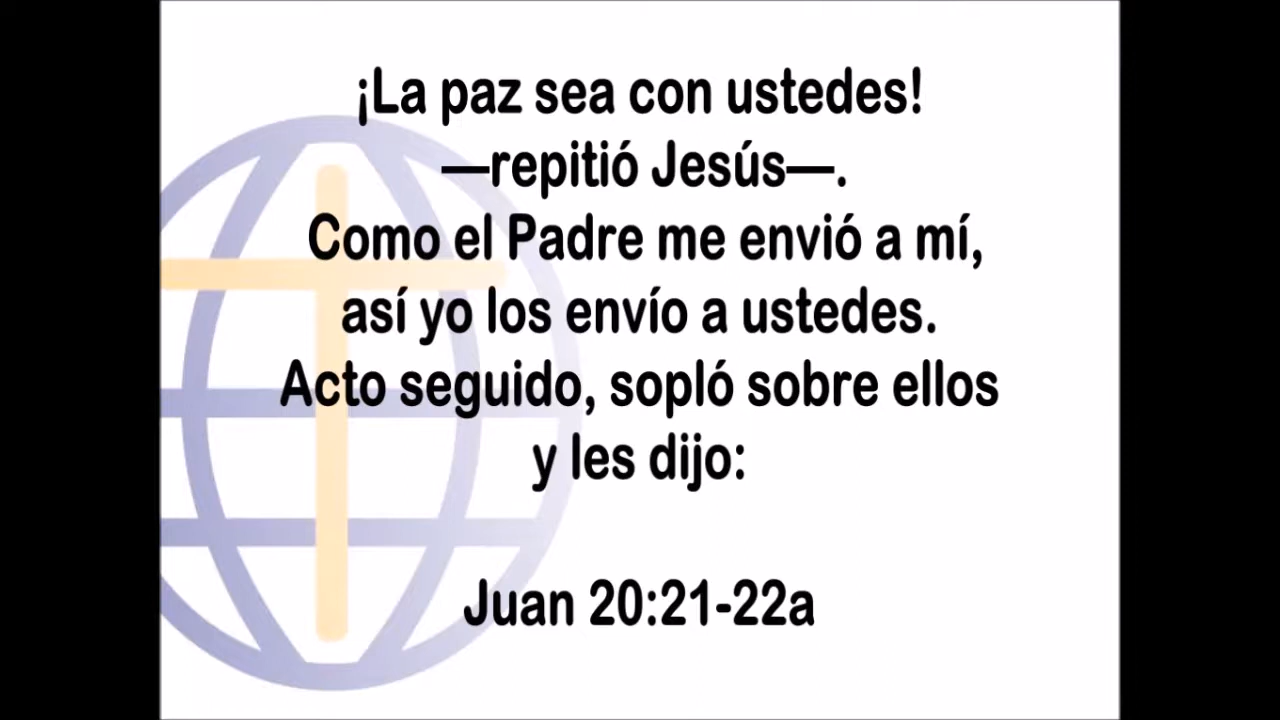 ¡La paz sea con ustedes!
—repitió Jesús—.
Como el Padre me envió a mí,
así yo los envío a ustedes.
Acto seguido, sopló sobre ellos
y les dijo:
Juan 20:21-22a